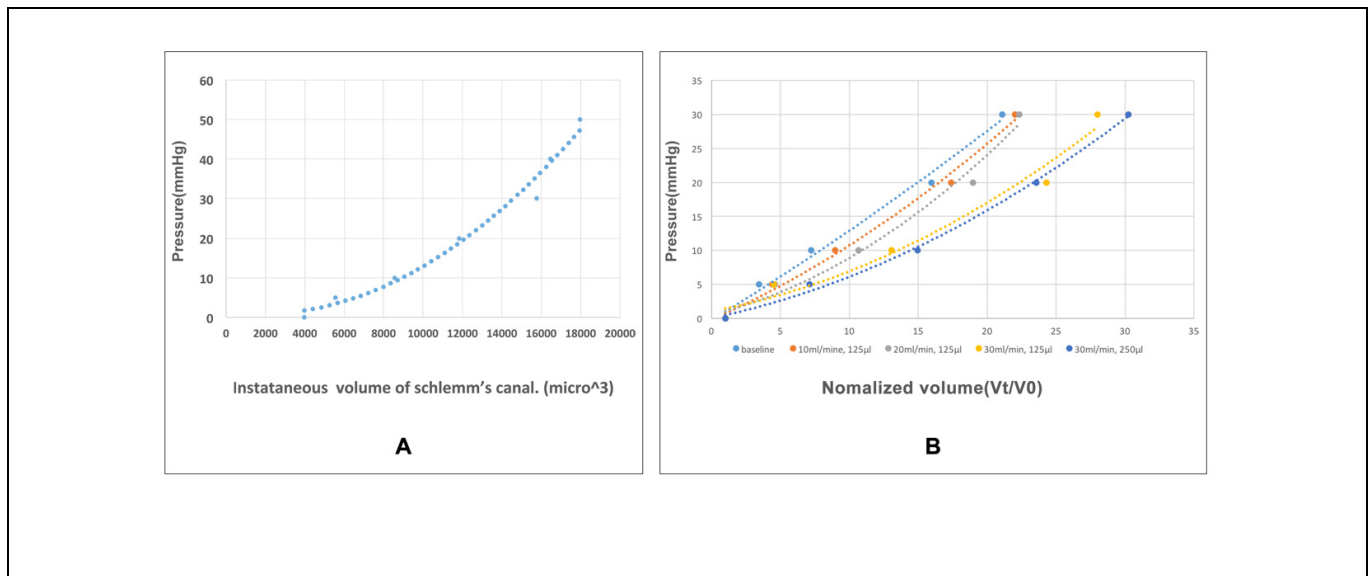 60
50
40
30
20
10
0
Pressure(mmHg)
0 2000 4000 6000 8000 10000 12000 14000 16000 18000 20000
Instataneous volume of schlemm’s canal. (micro^3)
A
35
30
25
20
15
10
5
0
Pressure(mmHg)
0 5 10 15 20 25 30 35
baseline 10ml/mine, 125µl 20ml/min, 125µl 30ml/min, 125µl 30ml/min, 250µl
Nomalized volume(Vt/V0)
B